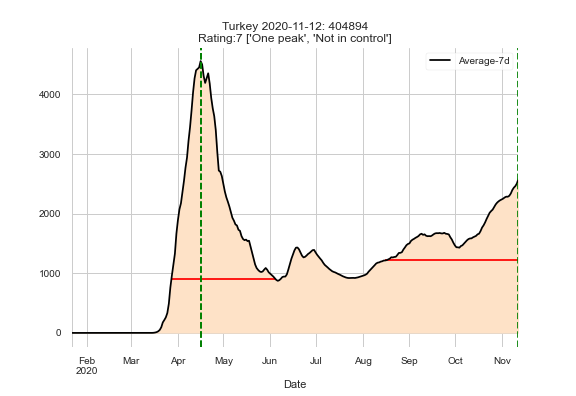 Turkey 2020-11-12: 404894
Rating:7 ['One peak', 'Not in control']
Average-7d
4000
3000
2000
1000
0
Feb Mar Apr May Jun Jul Aug Sep Oct Nov
2020
Date